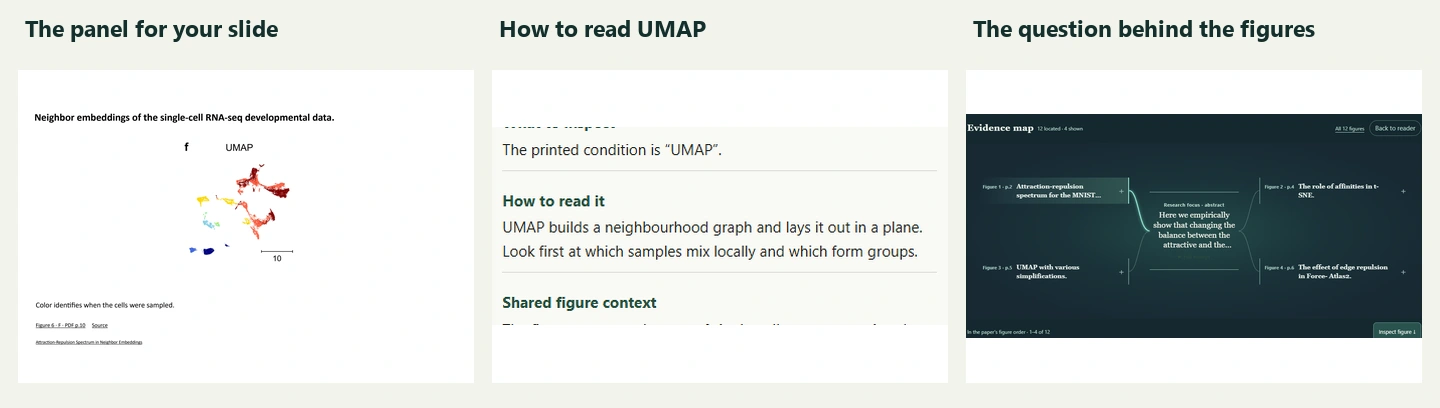 The panel for your slide
How to read UMAP
The question behind the figures
Neighbor embeddings of the single-cell RNA-seq developmental data.
f
UMAP
10
Color identifies when the cells were sampled.
Figure 6 - F - PDF p.10 Source
Attraction-Repulsion Spectrum in Neighbor Embeddings
The printed condition is “UMAP”.
How to read it
UMAP builds a neighbourhood graph and lays it out in a plane.
Look first at which samples mix locally and which form groups.
Shared figure context
Evidence map 12 located · 4 shown
All 12 figures
Back to reader
Figure 1 - p.2 Attraction-repulsion
spectrum for the MNIST... +
Figure 3 - p.5 UMAP with various
simplifications. +
Research focus - abstract
Here we empirically
show that changing the
balance between the
attractive and the...
Figure 2 - p.4 The role of affinities in t-
SNE. +
Figure 4 - p.6 The effect of edge repulsion
in Force- Atlas2. +
In the paper's figure order · 1-4 of 12
Inspect figure ↓